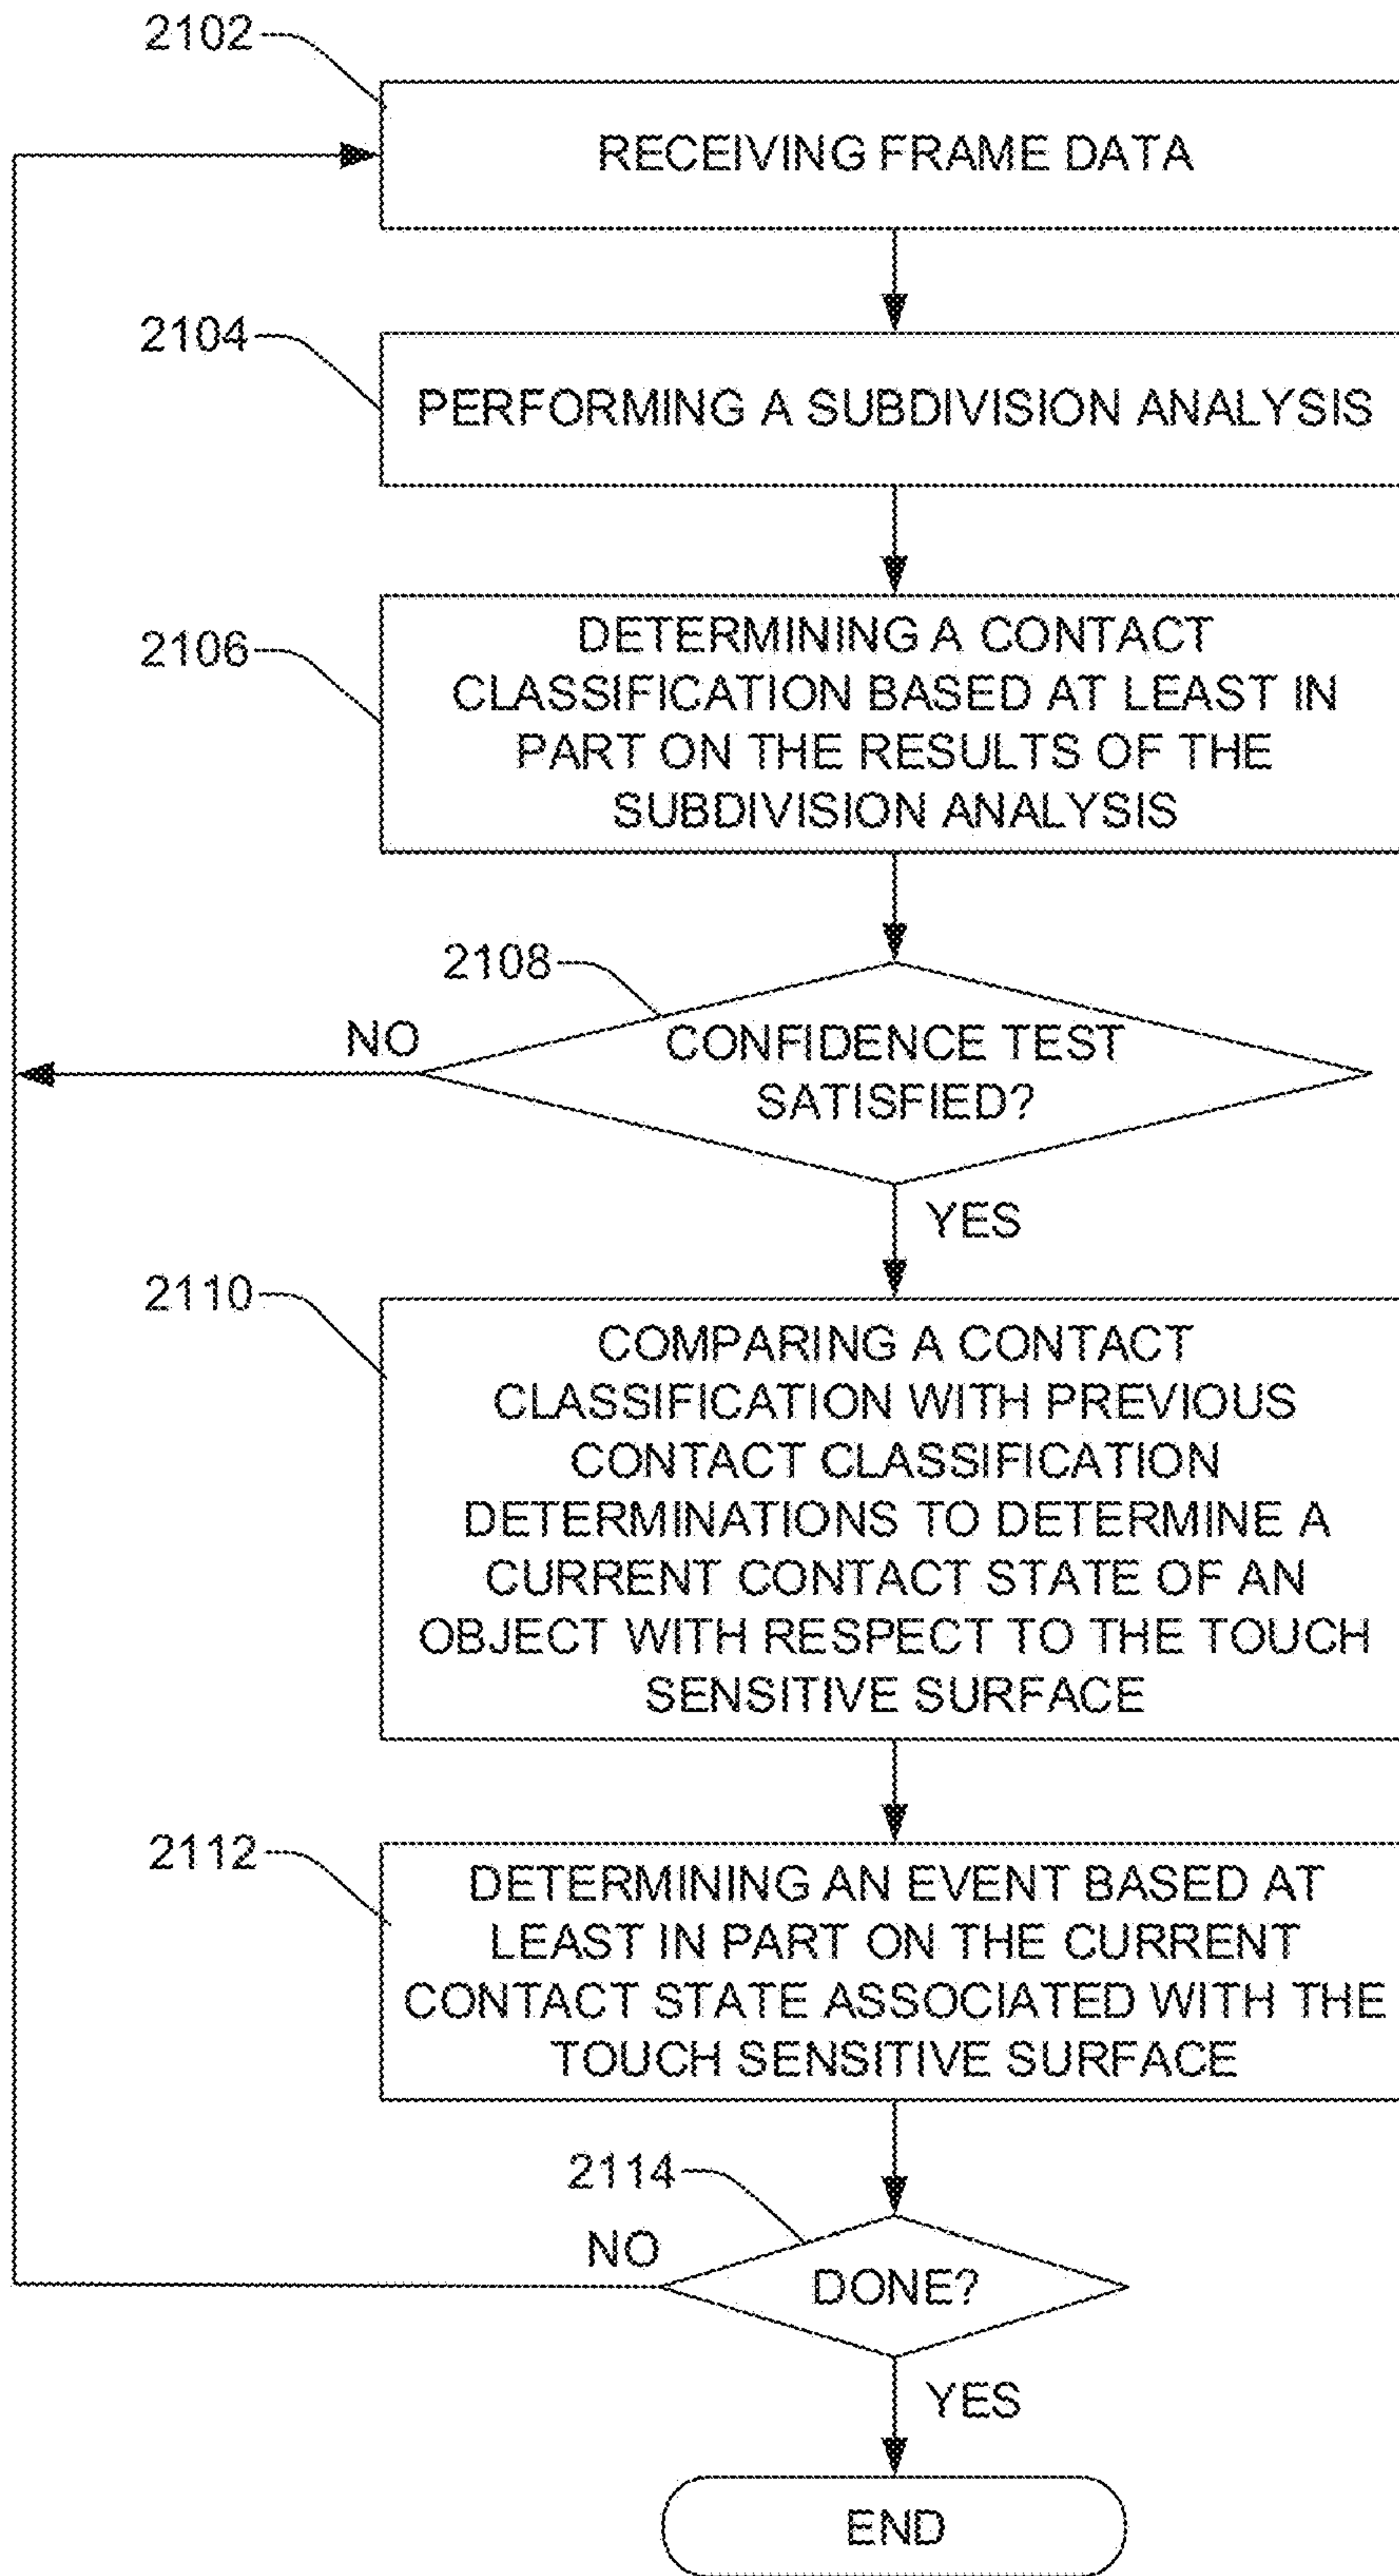 2102
RECEIVING FRAME DATA
2104
PERFORMING A SUBDIVISION ANALYSIS
2106
DETERMINING A CONTACT
CLASSIFICATION BASED AT LEAST IN
PART ON THE RESULTS OF THE
SUBDIVISION ANALYSIS
2108
NO
CONFIDENCE TEST
SATISFIED?
YES
2110
COMPARING A CONTACT
CLASSIFICATION WITH PREVIOUS
CONTACT CLASSIFICATION
DETERMINATIONS TO DETERMINE A
CURRENT CONTACT STATE OF AN
OBJECT WITH RESPECT TO THE TOUCH
SENSITIVE SURFACE
2112
DETERMINING AN EVENT BASED AT
LEAST IN PART ON THE CURRENT
CONTACT STATE ASSOCIATED WITH THE
TOUCH SENSITIVE SURFACE
2114
NO
DONE?
YES
END